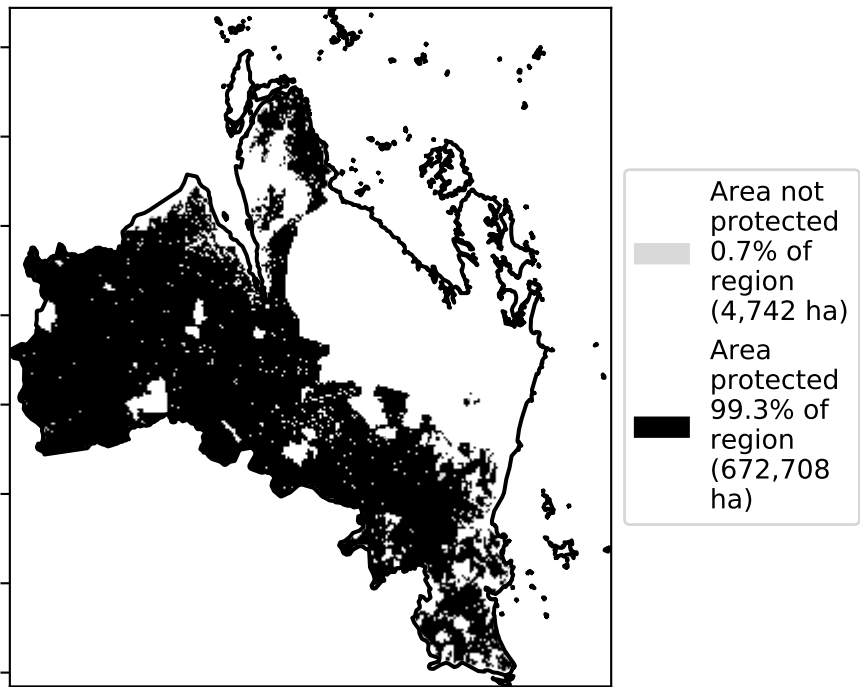 Area not
protected
0.7% of
region
(4,742 ha)
Area
protected
99.3% of
region
(672,708
ha)